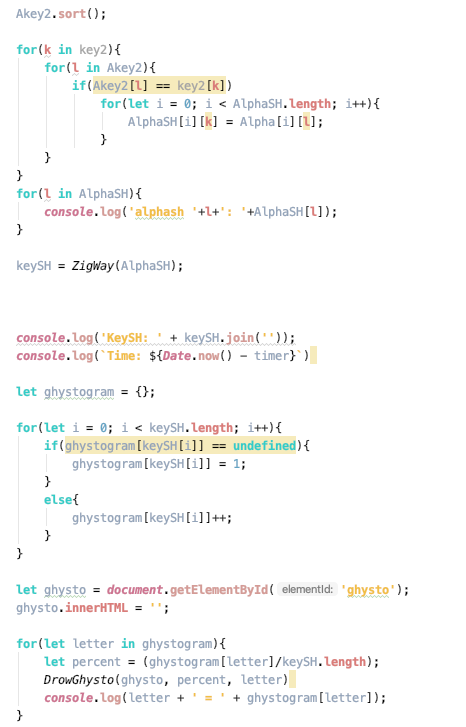 Akey2.sort();
for(k in key2){
for(l in Akey2){
if(Akey2[l] == key2[k])
for(let i = 0; i < AlphaSH.length; i++){
AlphaSH[i][k] = Alpha[i][l];
}
}
}
for(l in AlphaSH){
console.log('alphash '+l+': '+AlphaSH[l]);
}
keySH = ZigWay(AlphaSH);
console.log('KeySH: ' + keySH.join(''));
console.log(`Time: ${Date.now() - timer}`)
let ghystogram = {};
for(let i = 0; i < keySH.length; i++){
if(ghystogram[keySH[i]] == undefined){
ghystogram[keySH[i]] = 1;
}
else{
ghystogram[keySH[i]]++;
}
}
let ghysto = document.getElementById( elementId: 'ghysto');
ghysto.innerHTML = '';
for(let letter in ghystogram){
let percent = (ghystogram[letter]/keySH.length);
DrowGhysto(ghysto, percent, letter)
console.log(letter + ' = ' + ghystogram[letter]);
}